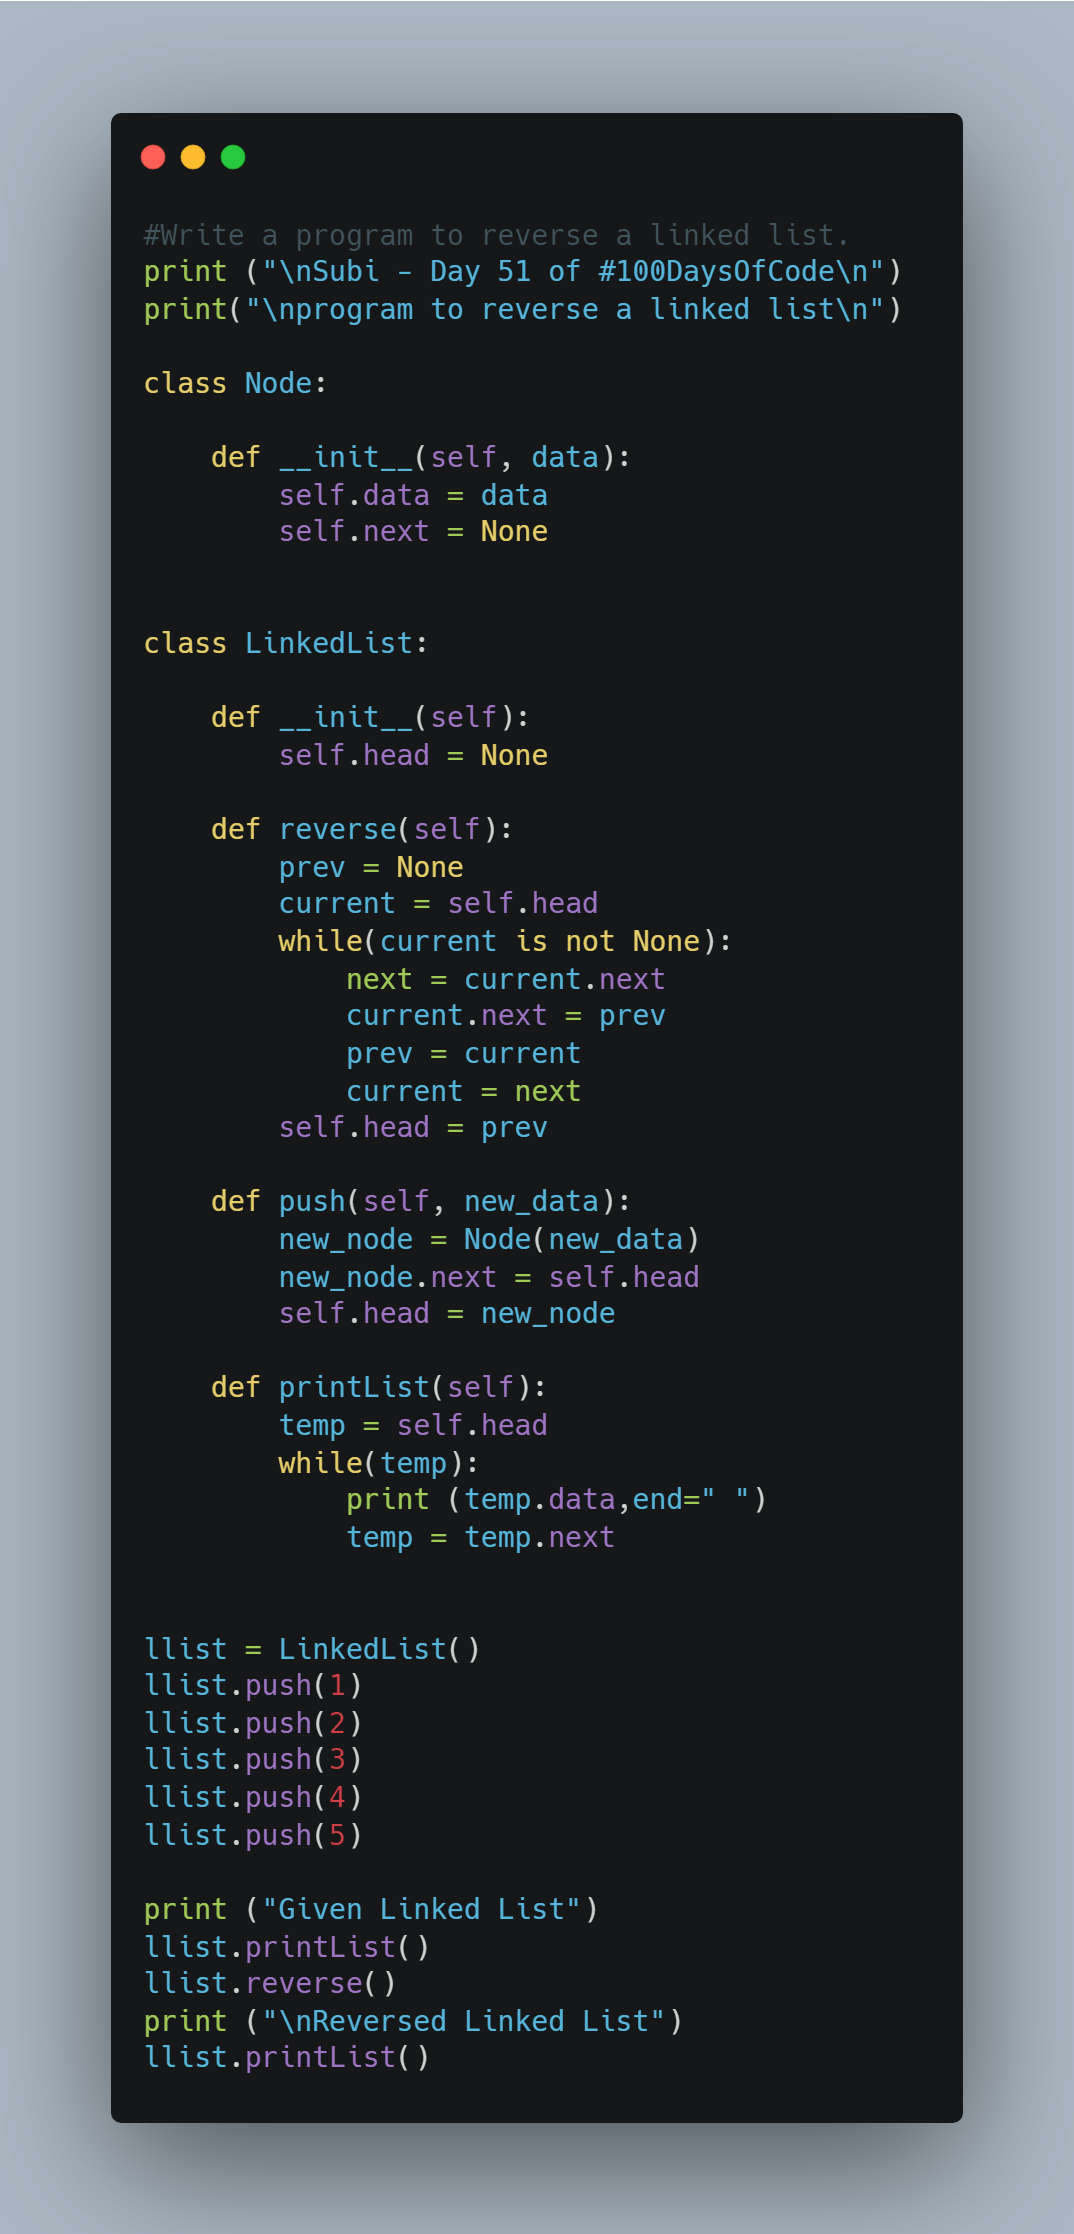 #Write a program to reverse a linked list.
print ("\nSubi - Day 51 of #100DaysOfCode\n")
print("\nprogram to reverse a linked list\n")

class Node:

    def __init__(self, data):
        self.data = data
        self.next = None


class LinkedList:

    def __init__(self):
        self.head = None

    def reverse(self):
        prev = None
        current = self.head
        while(current is not None):
            next = current.next
            current.next = prev
            prev = current
            current = next
        self.head = prev

    def push(self, new_data):
        new_node = Node(new_data)
        new_node.next = self.head
        self.head = new_node

    def printList(self):
        temp = self.head
        while(temp):
            print (temp.data,end=" ")
            temp = temp.next


llist = LinkedList()
llist.push(1)
llist.push(2)
llist.push(3)
llist.push(4)
llist.push(5)

print ("Given Linked List")
llist.printList()
llist.reverse()
print ("\nReversed Linked List")
llist.printList()